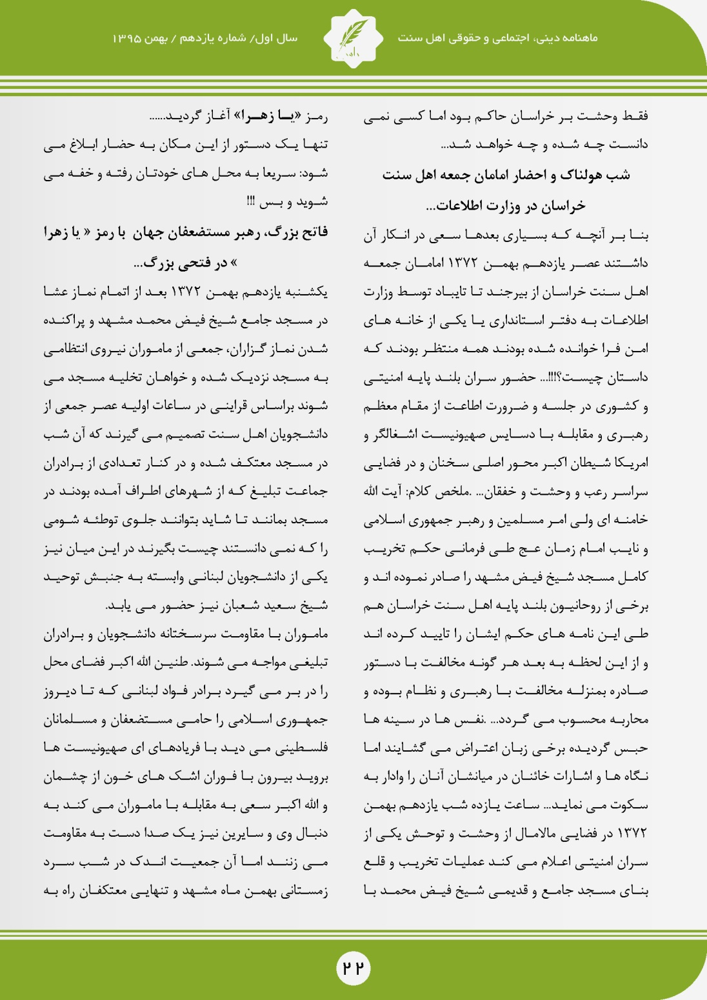 ماهنامه دینی، اجتماعی و حقوقی اهل سنت
سال اول/ شماره یازدهم / بهمن ۱۳۹۵
فقط وحشت بر خراسان حاکم بود اما کسی نمی
دانست چه شده و چه خواهد شد...
شب هولناک و احضار امامان جمعه اهل سنت
خراسان در وزارت اطلاعات...
بنا بر آنچه که بسیاری بعدها سعی در انکار آن
داشتند عصر یازدهم بهمن ۱۳۷۲ امامان جمعه
اهل سنت خراسان از بیرجند تا تایباد توسط وزارت
اطلاعات به دفتر استانداری یا یکی از خانه های
امن فرا خوانده شده بودند همه منتظر بودند که
داستان چیست؟!!!... حضور سران بلند پایه امنیتی
و کشوری در جلسه و ضرورت اطاعت از مقام معظم
رهبری و مقابله با دسایس صهیونیست اشغالگر و
امریکا شیطان اکبر محور اصلی سخنان و در فضایی
سراسر رعب و وحشت و خفقان... .ملخص کلام: آیت الله
خامنه ای ولی امر مسلمین و رهبر جمهوری اسلامی
و نایب امام زمان عج طی فرمانی حکم تخریب
کامل مسجد شیخ فیض مشهد را صادر نموده اند و
برخی از روحانیون بلند پایه اهل سنت خراسان هم
طی این نامه های حکم ایشان را تایید کرده اند
و از این لحظه به بعد هر گونه مخالفت با دستور
صادره بمنزله مخالفت با رهبری و نظام بوده و
محاربه محسوب می گردد... .نفس ها در سینه ها
حبس گردیده برخی زبان اعتراض می گشایند اما
نگاه ها و اشارات خائنان در میانشان آنان را وادار به
سکوت می نماید... ساعت یازده شب یازدهم بهمن
۱۳۷۲ در فضایی مالامال از وحشت و توحش یکی از
سران امنیتی اعلام می کند عملیات تخریب و قلع
بنای مسجد جامع و قدیمی شیخ فیض محمد با
رمز «یا زهرا» آغاز گردید......
تنها یک دستور از این مکان به حضار ابلاغ می
شود: سریعا به محل های خودتان رفته و خفه می
شوید و بس !!!
فاتح بزرگ، رهبر مستضعفان جهان با رمز « یا زهرا
» در فتحی بزرگ...
یکشنبه یازدهم بهمن ۱۳۷۲ بعد از اتمام نماز عشا
در مسجد جامع شیخ فیض محمد مشهد و پراکنده
شدن نماز گزاران، جمعی از ماموران نیروی انتظامی
به مسجد نزدیک شده و خواهان تخلیه مسجد می
شوند براساس قراینی در ساعات اولیه عصر جمعی از
دانشجویان اهل سنت تصمیم می گیرند که آن شب
در مسجد معتکف شده و در کنار تعدادی از برادران
جماعت تبلیغ که از شهرهای اطراف آمده بودند در
مسجد بمانند تا شاید بتوانند جلوی توطئه شومی
را که نمی دانستند چیست بگیرند در این میان نیز
یکی از دانشجویان لبنانی وابسته به جنبش توحید
شیخ سعید شعبان نیز حضور می یابد.
ماموران با مقاومت سرسختانه دانشجویان و برادران
تبلیغی مواجه می شوند. طنین الله اکبر فضای محل
را در بر می گیرد برادر فواد لبنانی که تا دیروز
جمهوری اسلامی را حامی مستضعفان و مسلمانان
فلسطینی می دید با فریادهای ای صهیونیست ها
بروید بیرون با فوران اشک های خون از چشمان
و الله اکبر سعی به مقابله با ماموران می کند به
دنبال وی و سایرین نیز یک صدا دست به مقاومت
می زنند اما آن جمعیت اندک در شب سرد
زمستانی بهمن ماه مشهد و تنهایی معتکفان راه به
۲۲